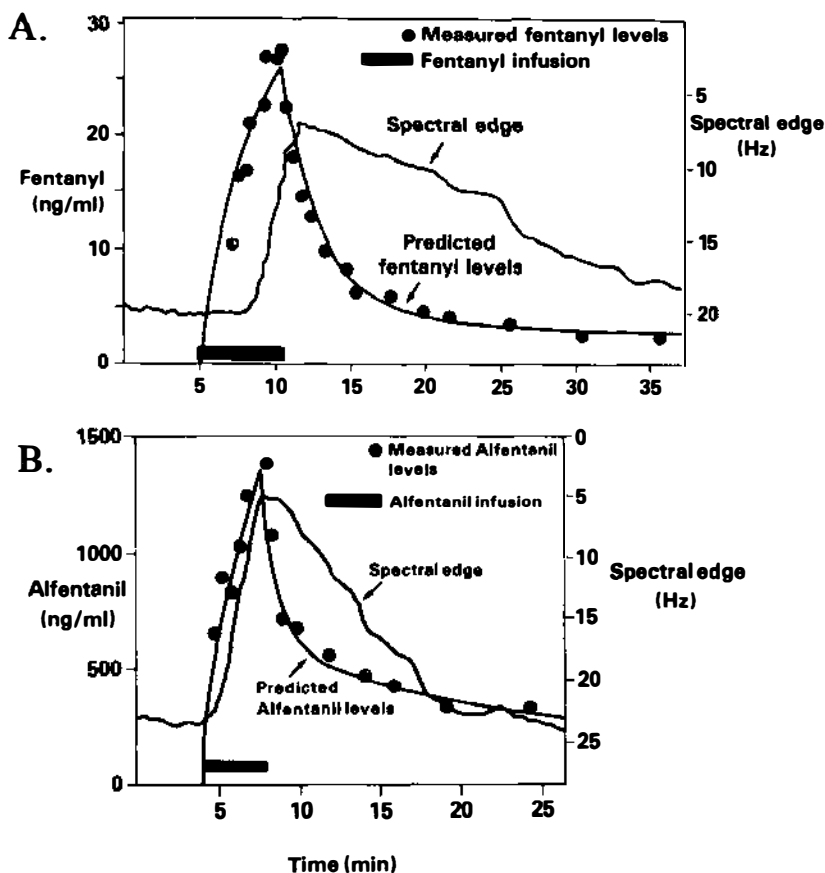 A.
30
20
10
0
Fentanyl
(ng/ml)
Measured fentanyl levels
Fentanyl infusion
Spectral edge
Predicted
fentanyl levels
5
10
15
20
Spectral edge
(Hz)
5
10
15
20
25
30
35
B.
1500
1000
500
0
Alfentanil
(ng/ml)
Measured Alfentanil
levels
Alfentanil infusion
Spectral edge
Predicted
Alfentanil levels
0
5
10
15
20
25
Spectral edge
(Hz)
5
10
15
20
25
Time (min)